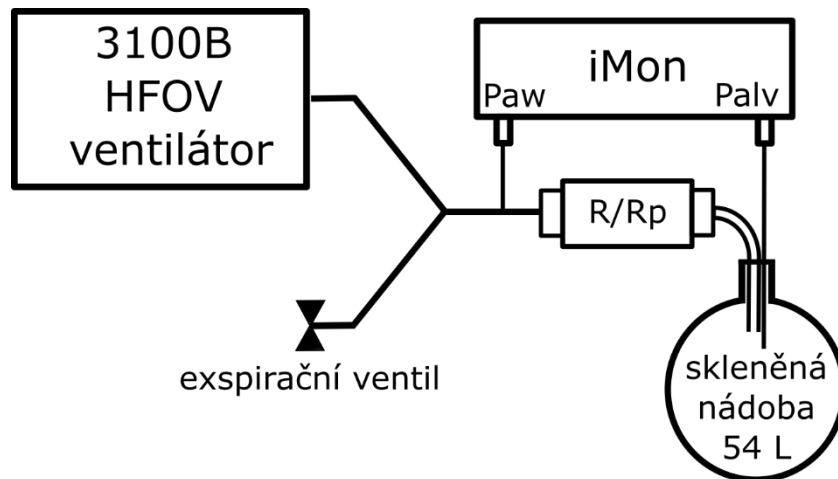 3100B
HFOV
ventilátor
iMon
Paw
Palv
R/Rp
exspirační ventil
skleněná
nádoba
54 L